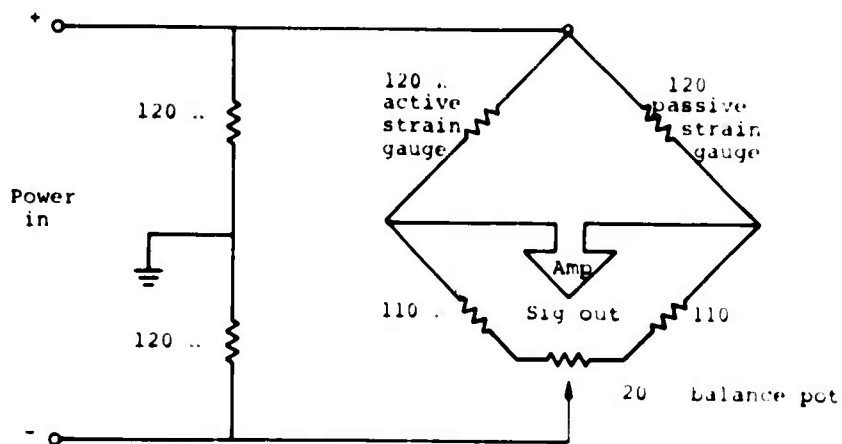 +
120 ..
120 ..
active
strain
gauge
120
passive
strain
gauge
Power
in
Amp
Sig out
110 ..
110
120 ..
20 balance pot
-